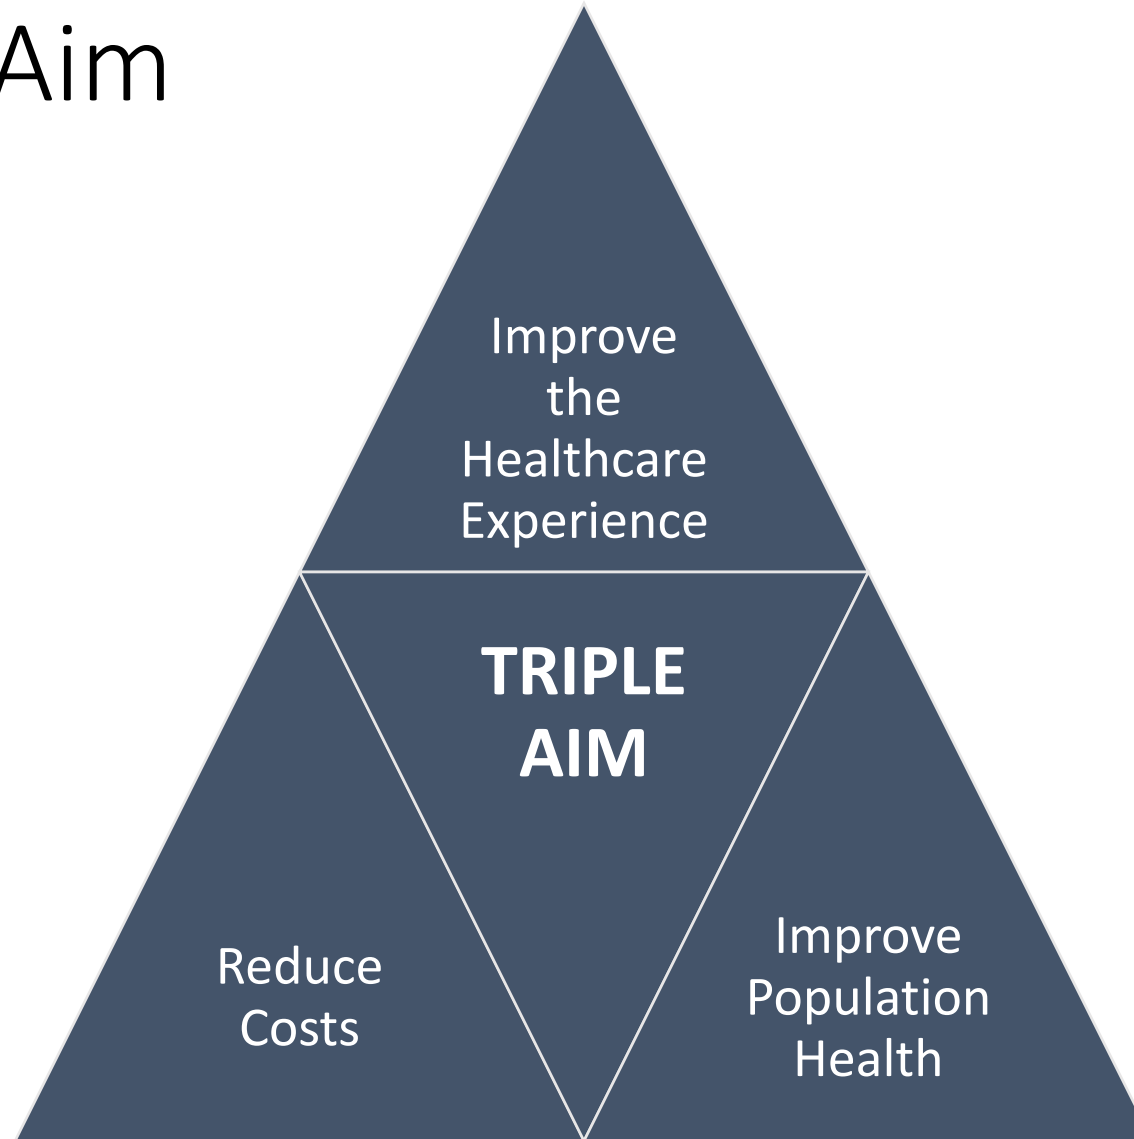 Aim
Improve
the
Healthcare
Experience
TRIPLE
AIM
Reduce
Costs
Improve
Population
Health